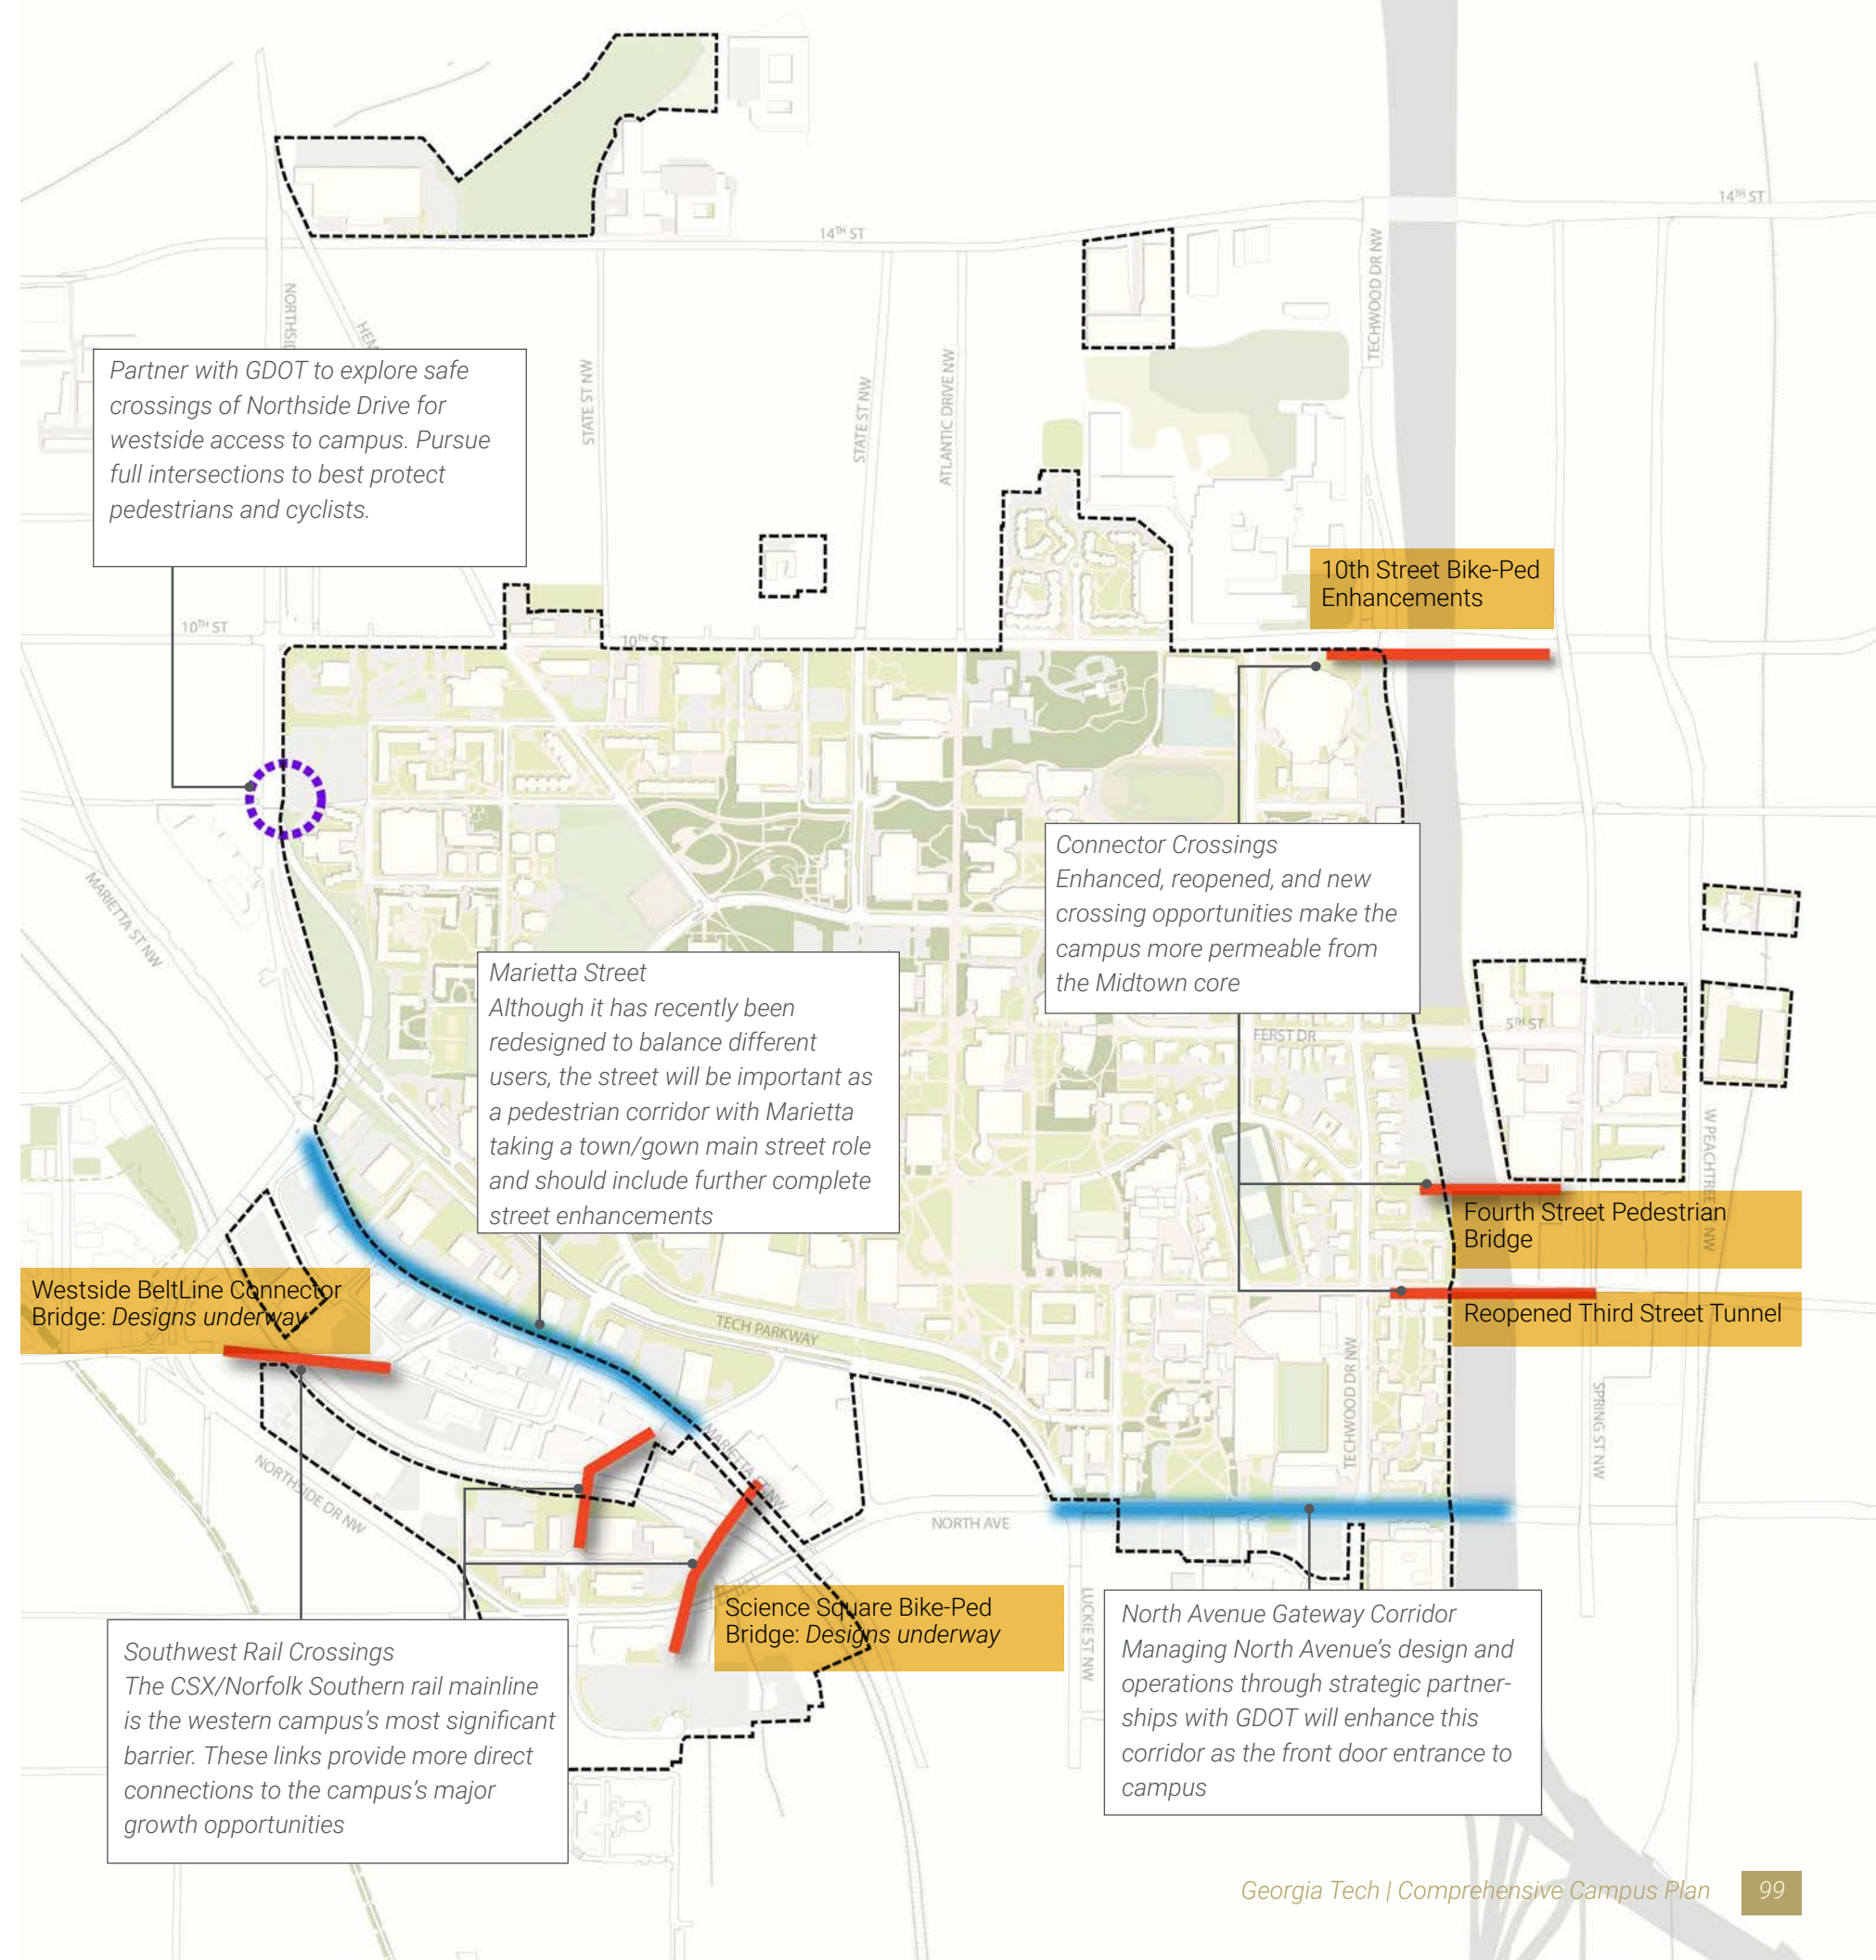 14TH ST
14TH ST
NORTHSI
HEM
STATE ST NW
STATE ST NW
ATLANTIC DRIVE NW
TECHWOOD DR NW
Partner with GDOT to explore safe
crossings of Northside Drive for
westside access to campus. Pursue
full intersections to best protect
pedestrians and cyclists.
10th Street Bike-Ped
Enhancements
10TH ST
10TH ST
MARIETTA ST NW
Connector Crossings
Enhanced, reopened, and new
crossing opportunities make the
campus more permeable from
the Midtown core
Marietta Street
Although it has recently been
redesigned to balance different
users, the street will be important as
a pedestrian corridor with Marietta
taking a town/gown main street role
and should include further complete
street enhancements
FERST DR
5TH ST
W PEACHTREE NW
Fourth Street Pedestrian
Bridge
Westside BeltLine Connector
Bridge: Designs underway
Reopened Third Street Tunnel
TECH PARKWAY
TECHWOOD DR NW
SPRING ST NW
MARIETTA ST NW
NORTHSIDE DR NW
NORTH AVE
LUCKIE ST NW
Science Square Bike-Ped
Bridge: Designs underway
North Avenue Gateway Corridor
Managing North Avenue's design and
operations through strategic partner-
ships with GDOT will enhance this
corridor as the front door entrance to
campus
Southwest Rail Crossings
The CSX/Norfolk Southern rail mainline
is the western campus's most significant
barrier. These links provide more direct
connections to the campus's major
growth opportunities
Georgia Tech | Comprehensive Campus Plan 99